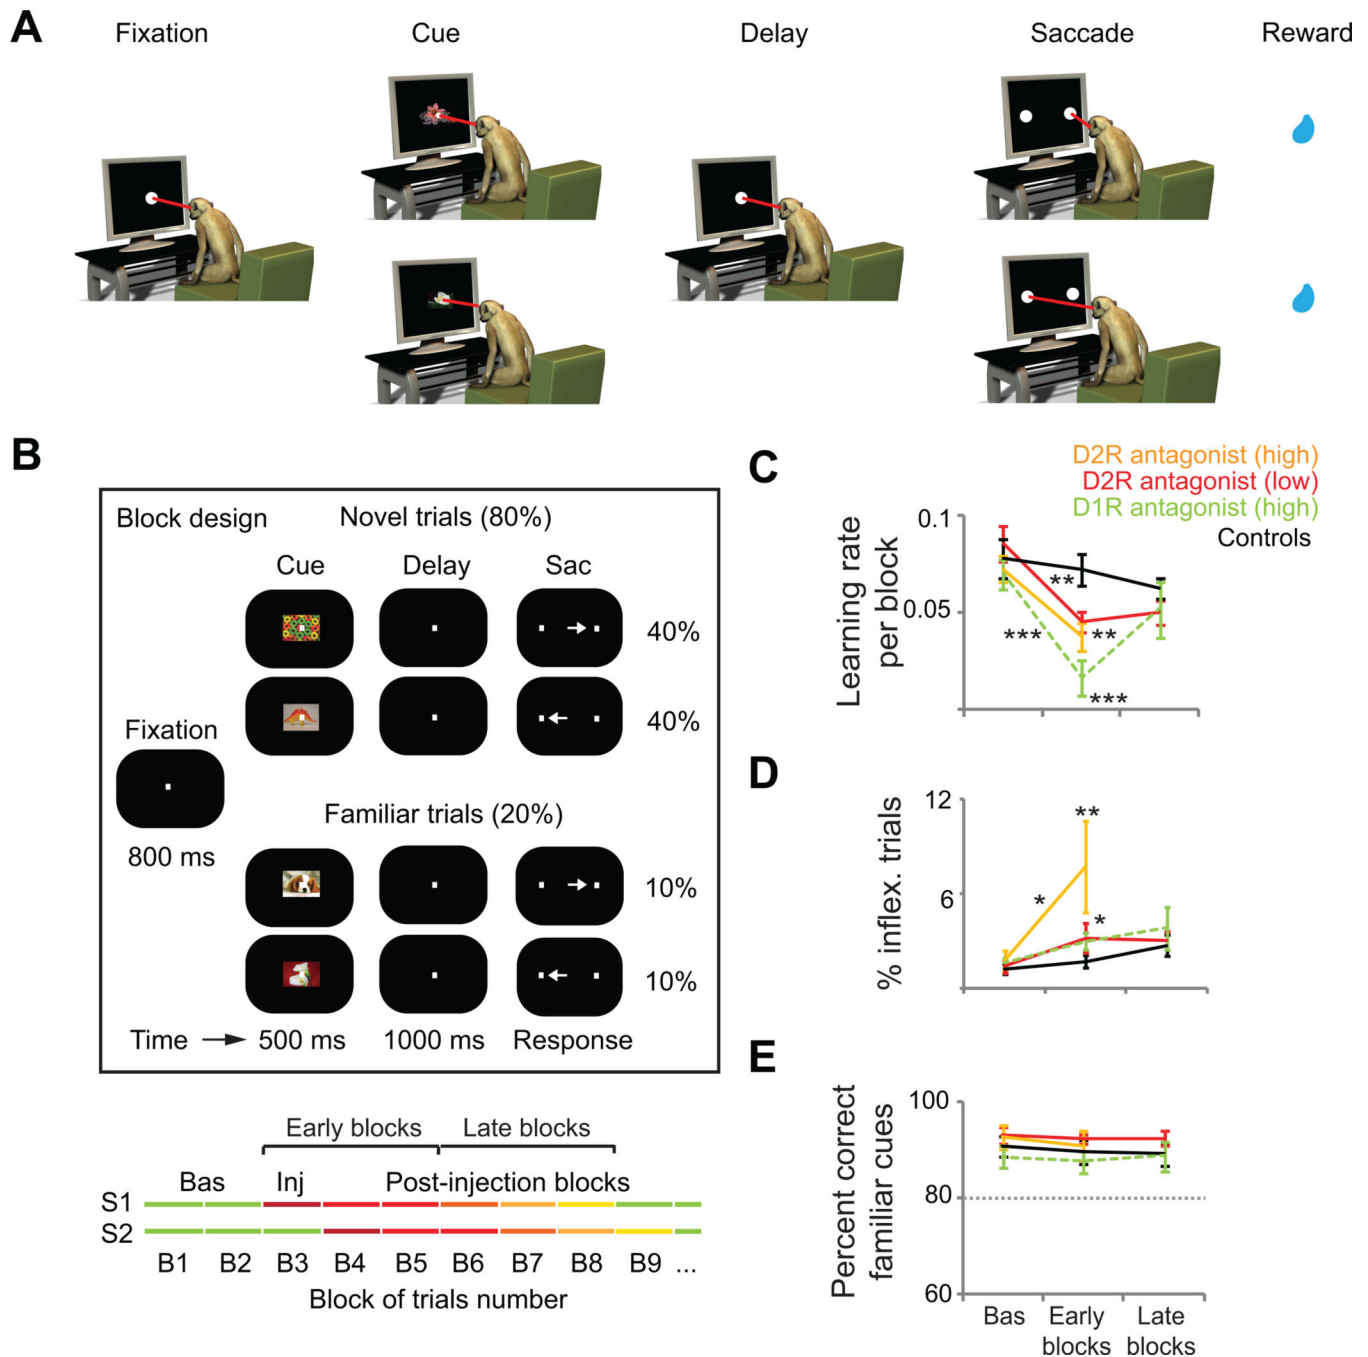 A
Fixation
Cue
Delay
Saccade
Reward
B
Block design
Novel trials (80%)
Cue
Delay
Sac
40%
40%
Fixation
800 ms
Familiar trials (20%)
10%
10%
Time
500 ms
1000 ms
Response
Early blocks
Late blocks
Bas
Inj
Post-injection blocks
S1
S2
B1 B2 B3 B4 B5 B6 B7 B8 B9 ...
Block of trials number
C
D2R antagonist (high)
D2R antagonist (low)
D1R antagonist (high)
Controls
Learning rate
per block
0.1
0.05
**
***
**
***
D
% inflex. trials
12
6
**
*
*
E
Percent correct
familiar cues
100
80
60
Bas
Early
blocks
Late
blocks